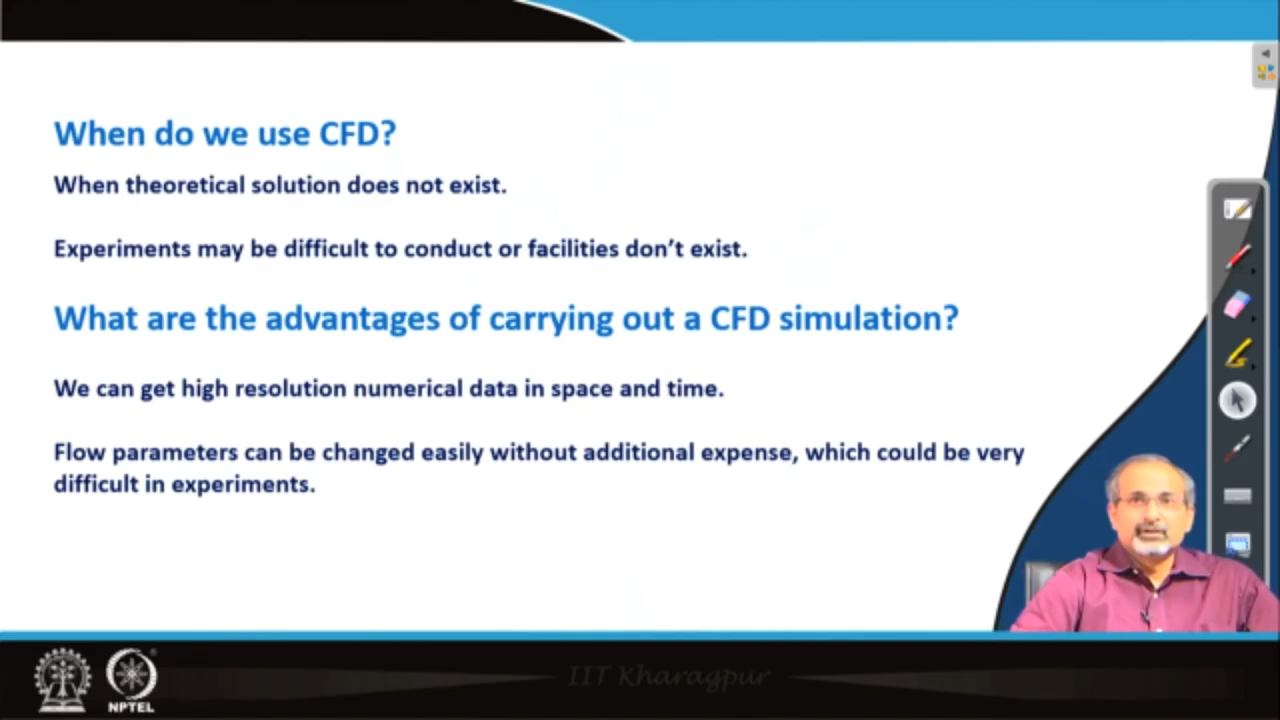 When do we use CFD?
When theoretical solution does not exist.
Experiments may be difficult to conduct or facilities don’t exist.
What are the advantages of carrying out a CFD simulation?
We can get high resolution numerical data in space and time.
Flow parameters can be changed easily without additional expense, which could be very
difficult in experiments.
IIT Kharagpur
NPTEL